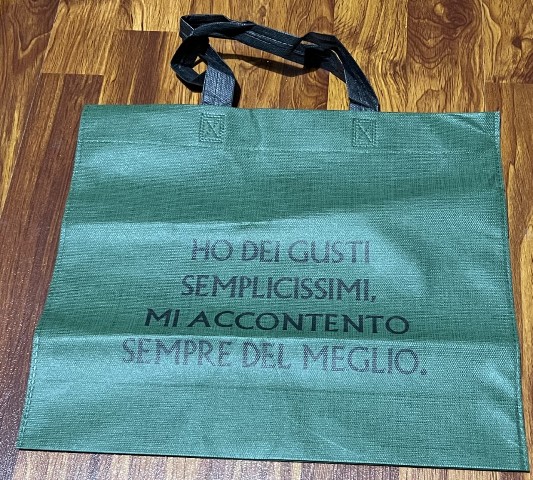 HO DEI GUSTI
SEMPLICISSIMI,
MI ACCONTENTO
SEMPRE DEL MEGLIO.